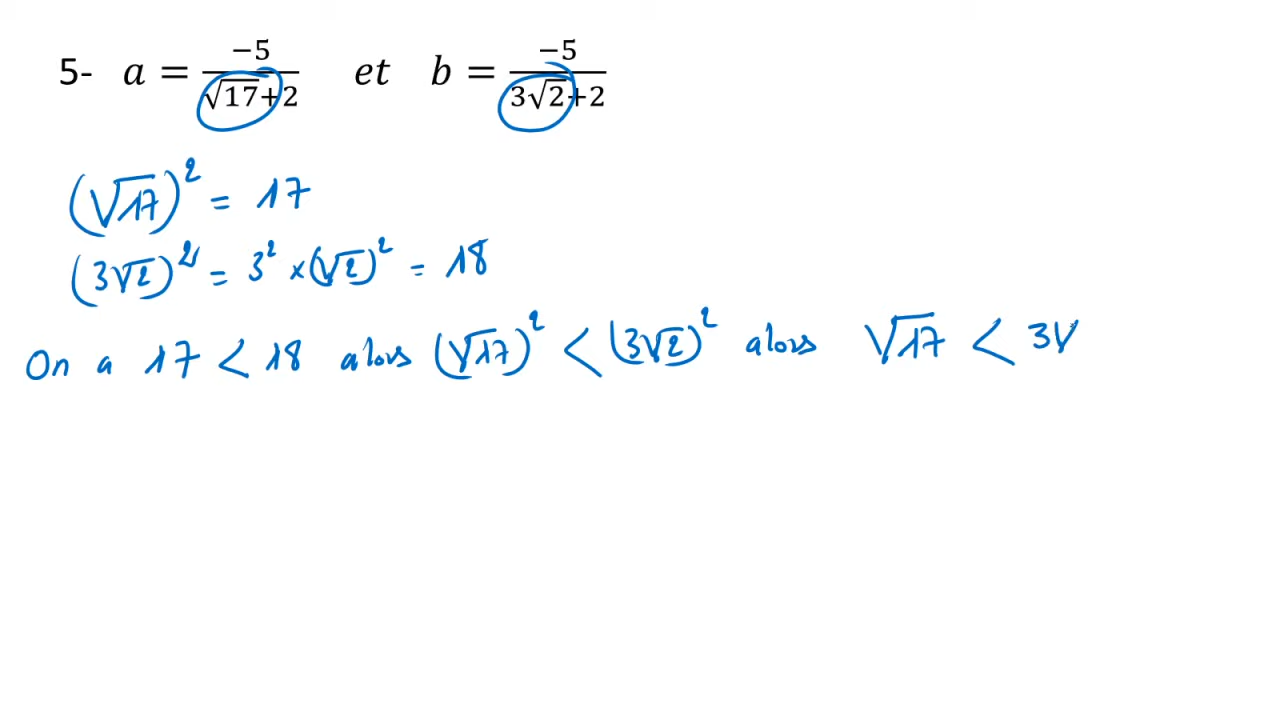 5- a = −5/(√17+2) et b = −5/(3√2+2)
(√17)² = 17
(3√2)² = 3² × (√2)² = 18
On a 17 < 18 alors (√17)² < (3√2)² alors √17 < 3√